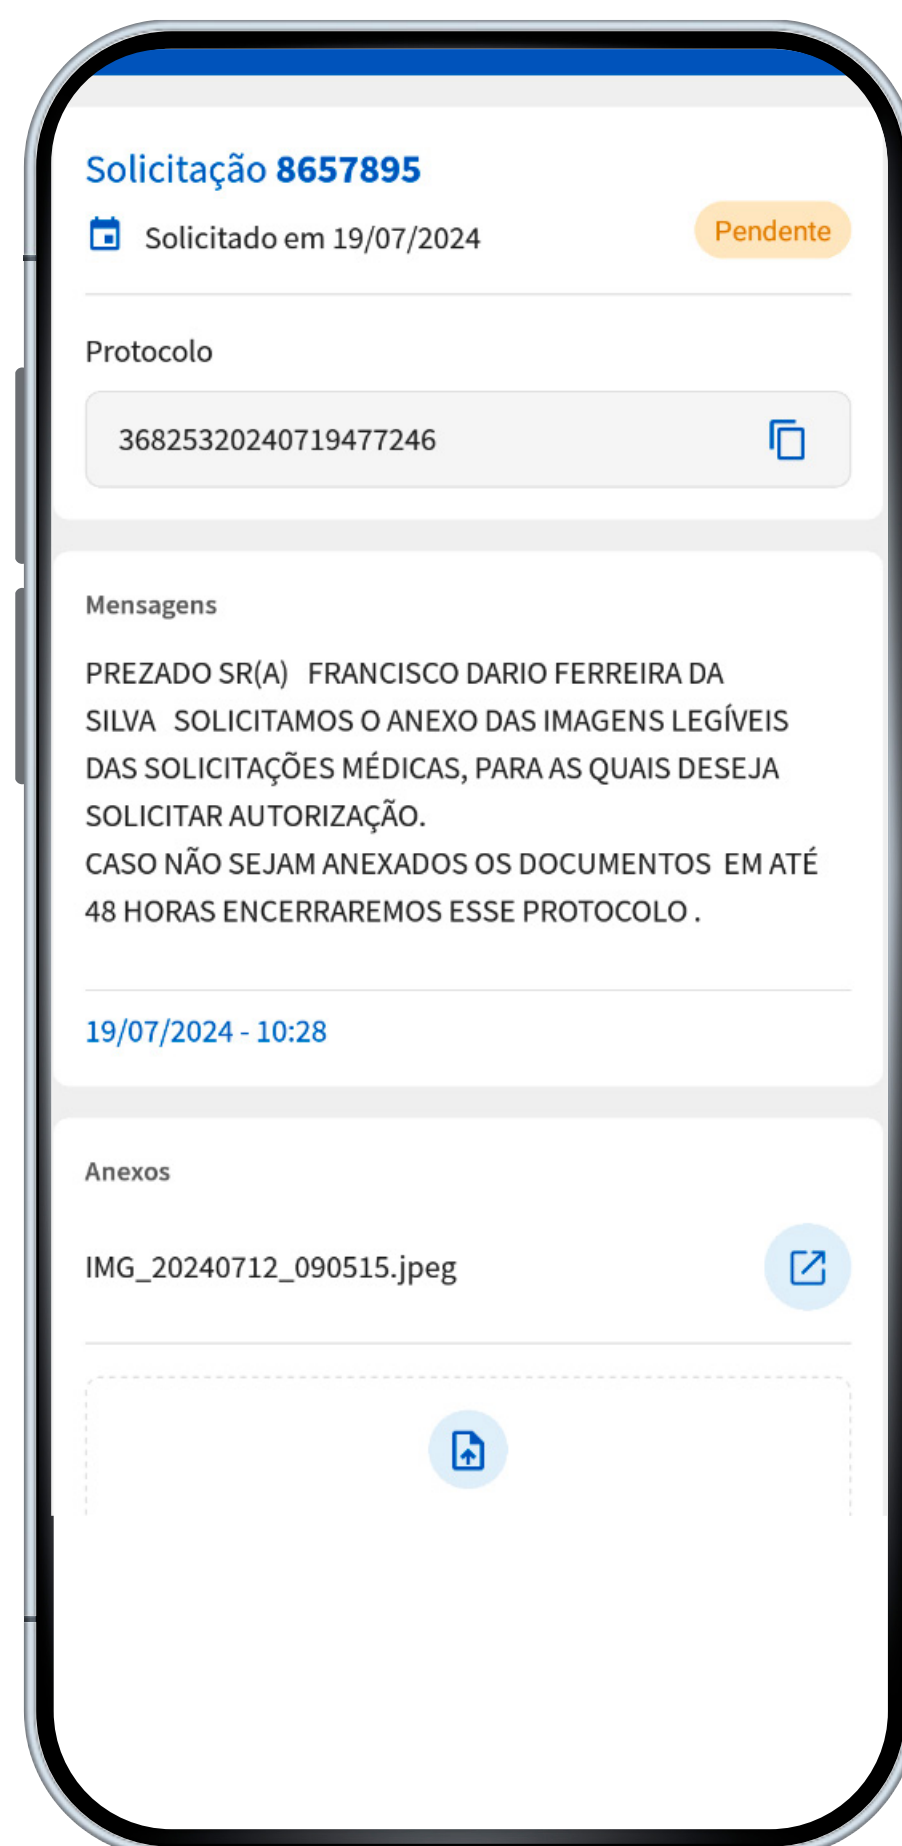 Solicitação 8657895
Solicitado em 19/07/2024
Pendente
Protocolo
36825320240719477246
Mensagens
PREZADO SR(A)   FRANCISCO DARIO FERREIRA DA
SILVA   SOLICITAMOS O ANEXO DAS IMAGENS LEGÍVEIS
DAS SOLICITAÇÕES MÉDICAS, PARA AS QUAIS DESEJA
SOLICITAR AUTORIZAÇÃO.
CASO NÃO SEJAM ANEXADOS OS DOCUMENTOS  EM ATÉ
48 HORAS ENCERRAREMOS ESSE PROTOCOLO .
19/07/2024 - 10:28
Anexos
IMG_20240712_090515.jpeg